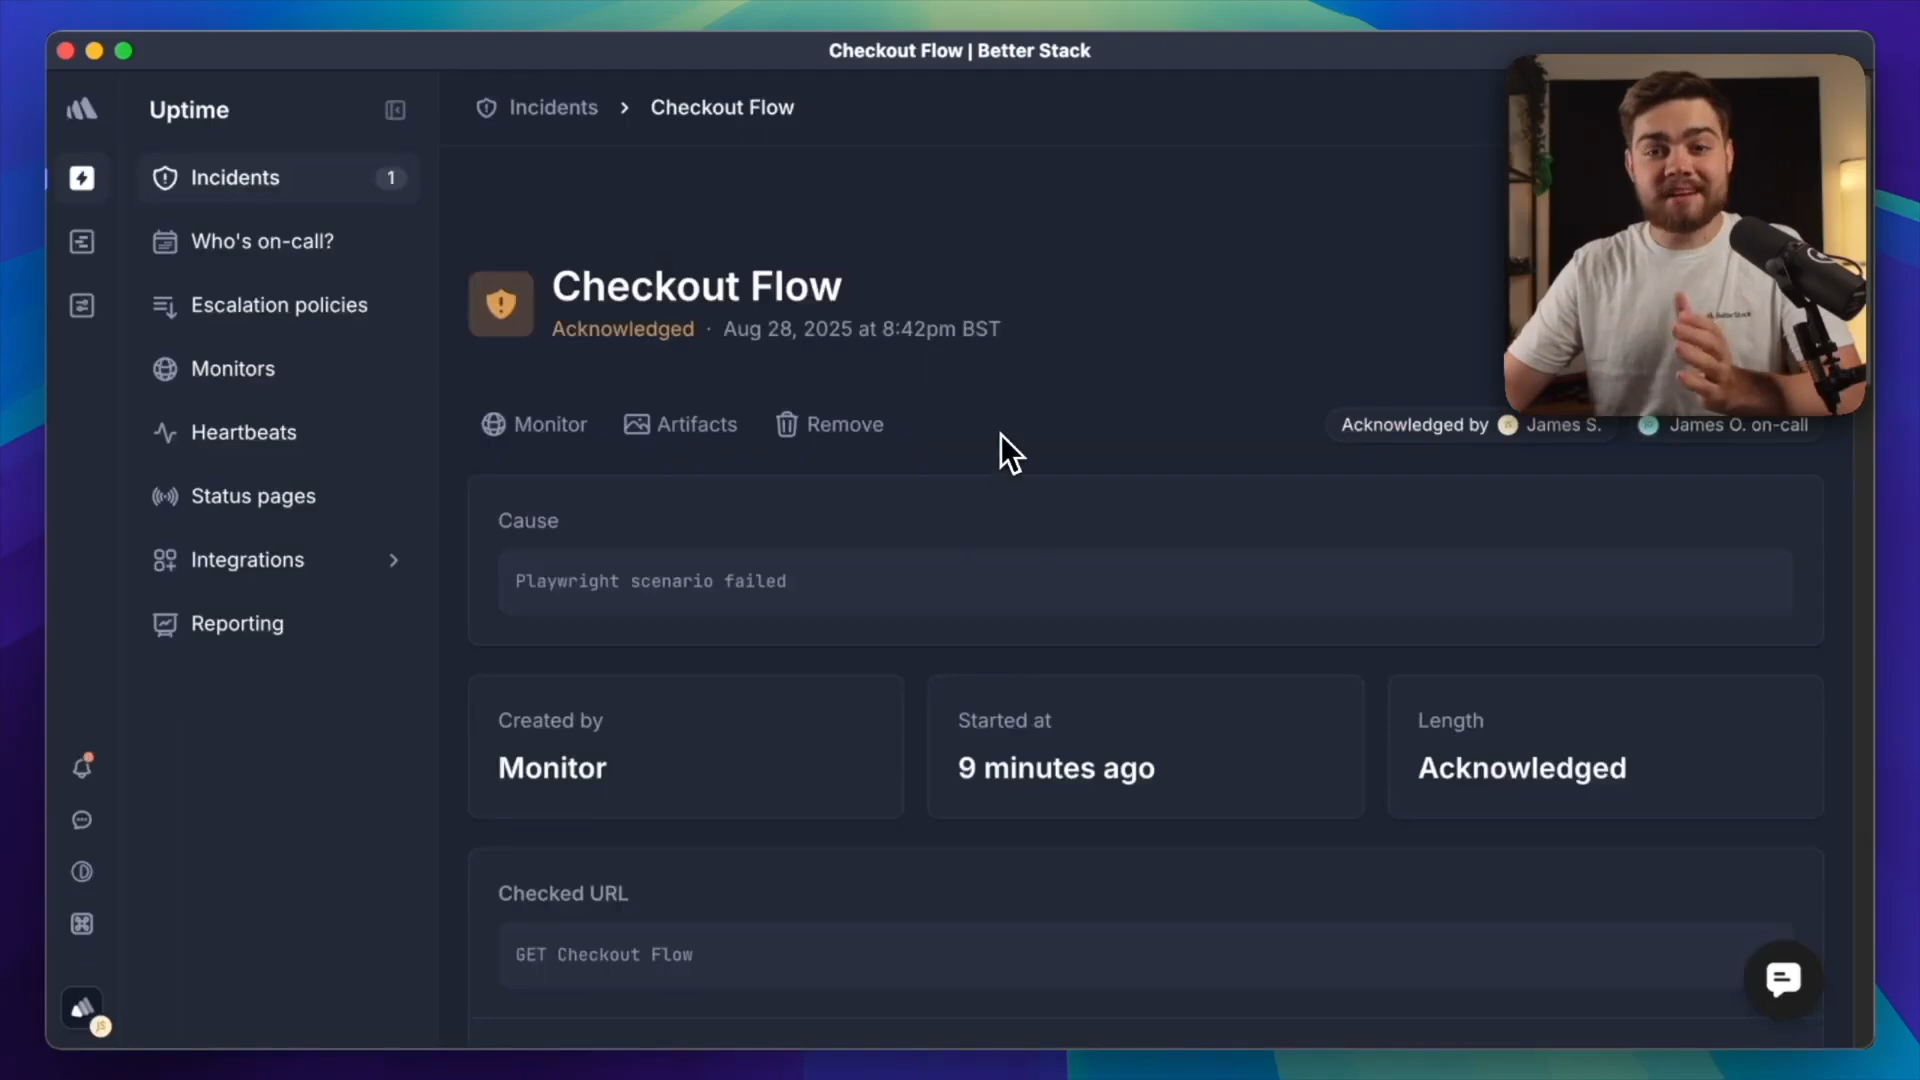 Checkout Flow | Better Stack
Uptime
Incidents
1
Who's on-call?
Escalation policies
Monitors
Heartbeats
Status pages
Integrations
Reporting
JS
Incidents > Checkout Flow
Checkout Flow
Acknowledged · Aug 28, 2025 at 8:42pm BST
Monitor
Artifacts
Remove
Acknowledged by James S.
James O. on-call
Better Stack
Cause
Playwright scenario failed
Created by
Monitor
Started at
9 minutes ago
Length
Acknowledged
Checked URL
GET Checkout Flow